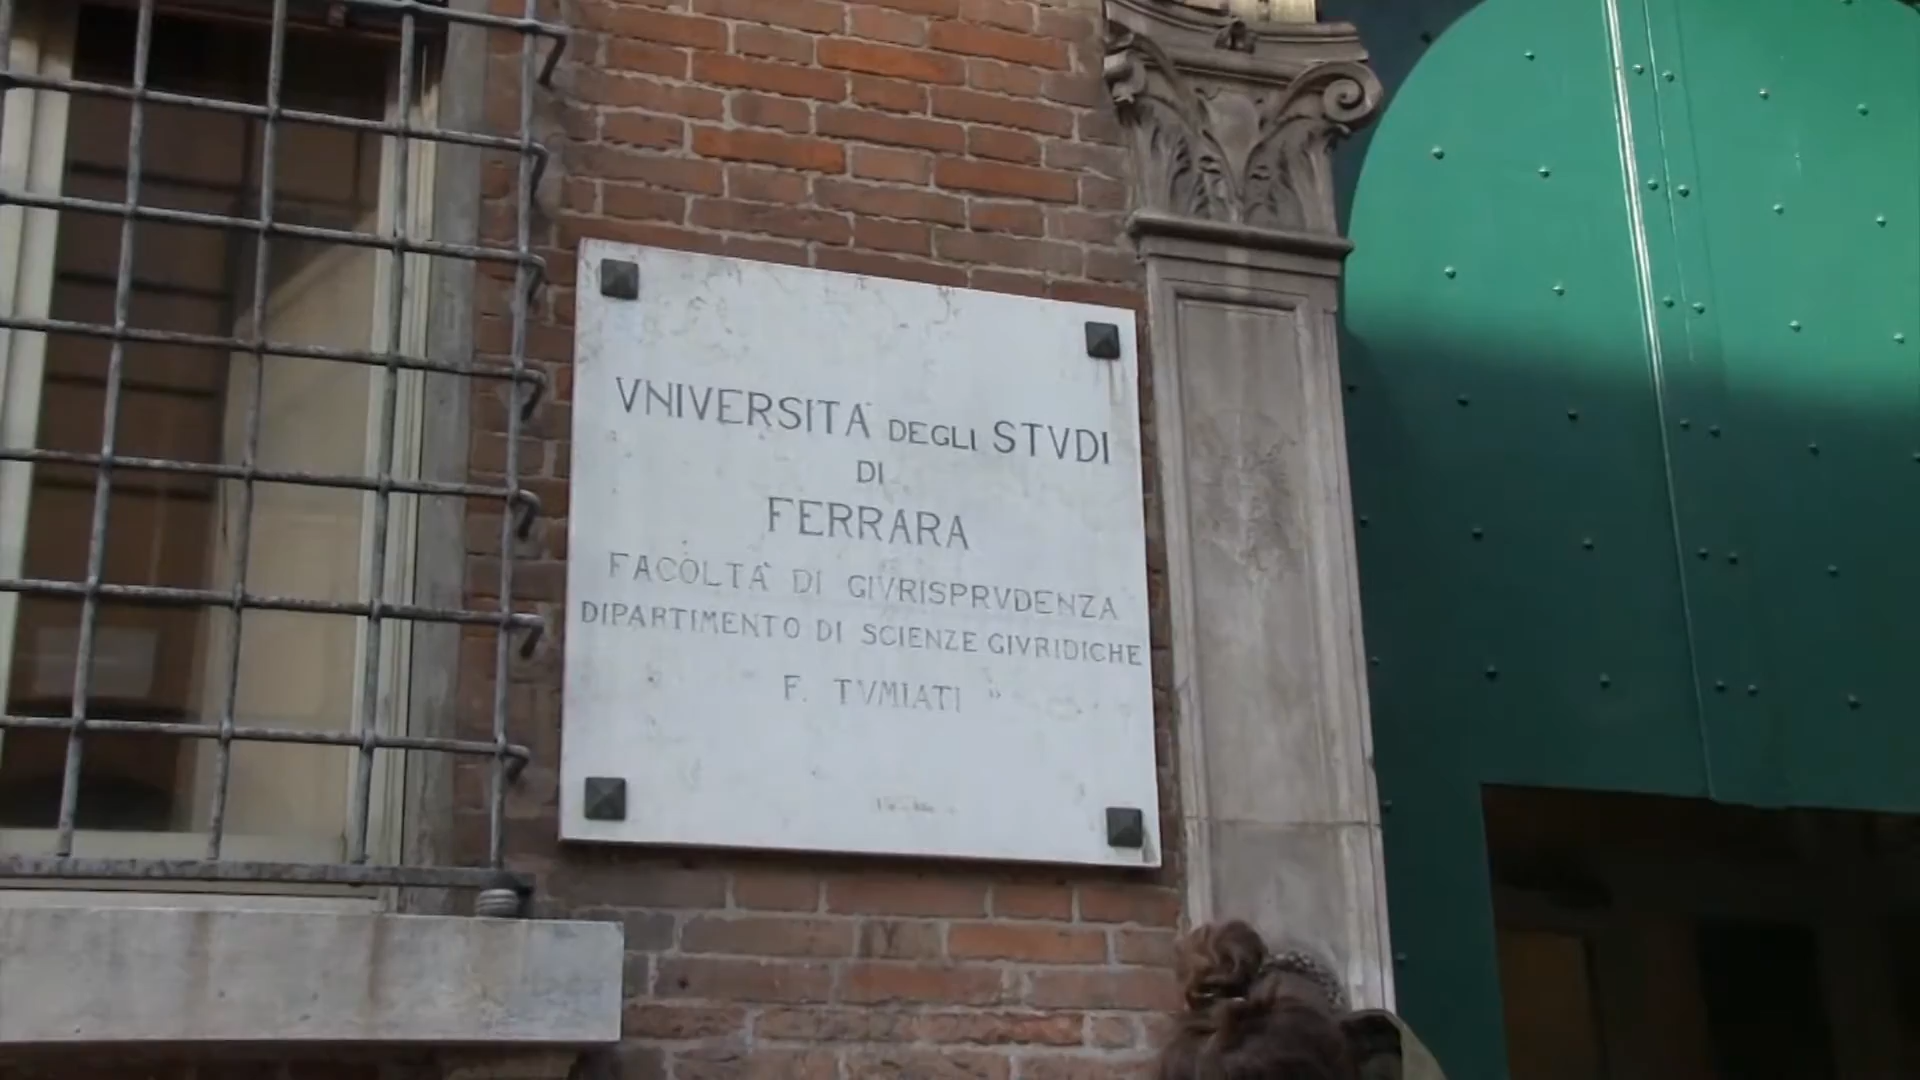 VNIVERSITA' DEGLI STVDI
DI
FERRARA
FACOLTA' DI GIVRISPRVDENZA
DIPARTIMENTO DI SCIENZE GIVRIDICHE
F. TVMIATI "